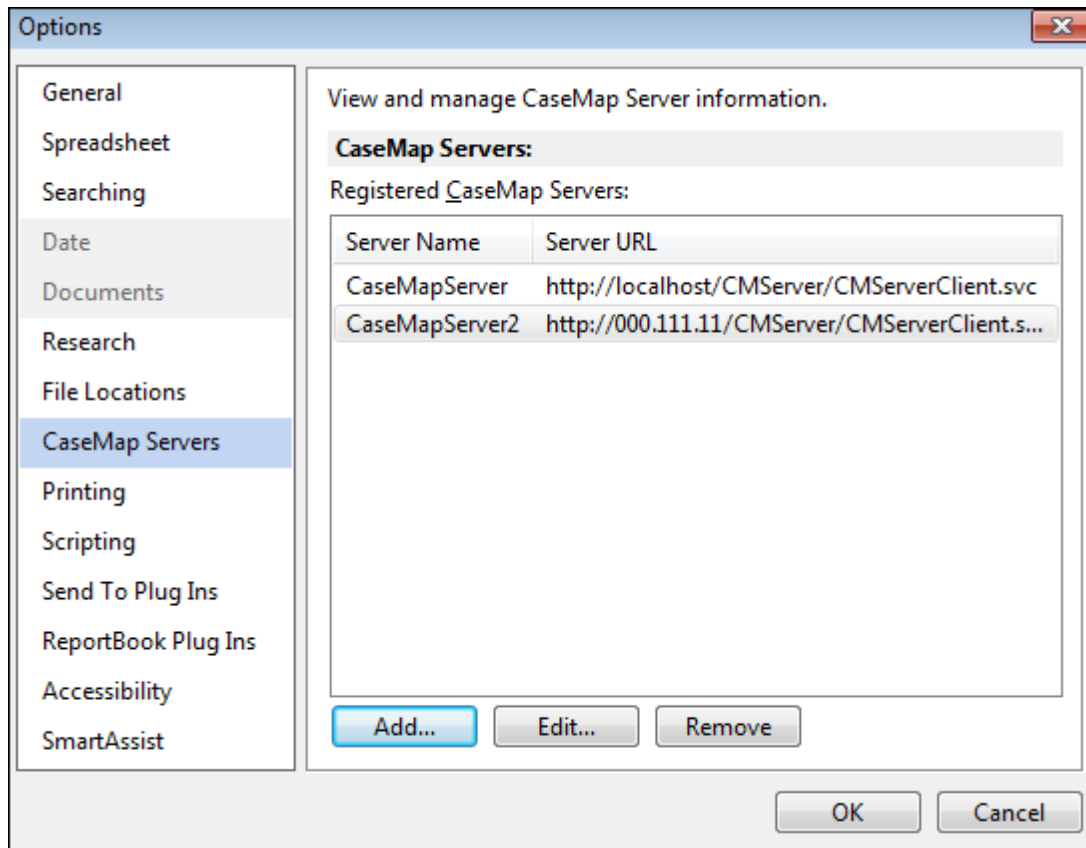 Options
General
Spreadsheet
Searching
Date
Documents
Research
File Locations
CaseMap Servers
Printing
Scripting
Send To Plug Ins
ReportBook Plug Ins
Accessibility
SmartAssist
View and manage CaseMap Server information.
CaseMap Servers:
Registered CaseMap Servers:
Server Name Server URL
CaseMapServer http://localhost/CMServer/CMServerClient.svc
CaseMapServer2 http://000.111.11/CMServer/CMServerClient.s...
Add... Edit... Remove
OK Cancel